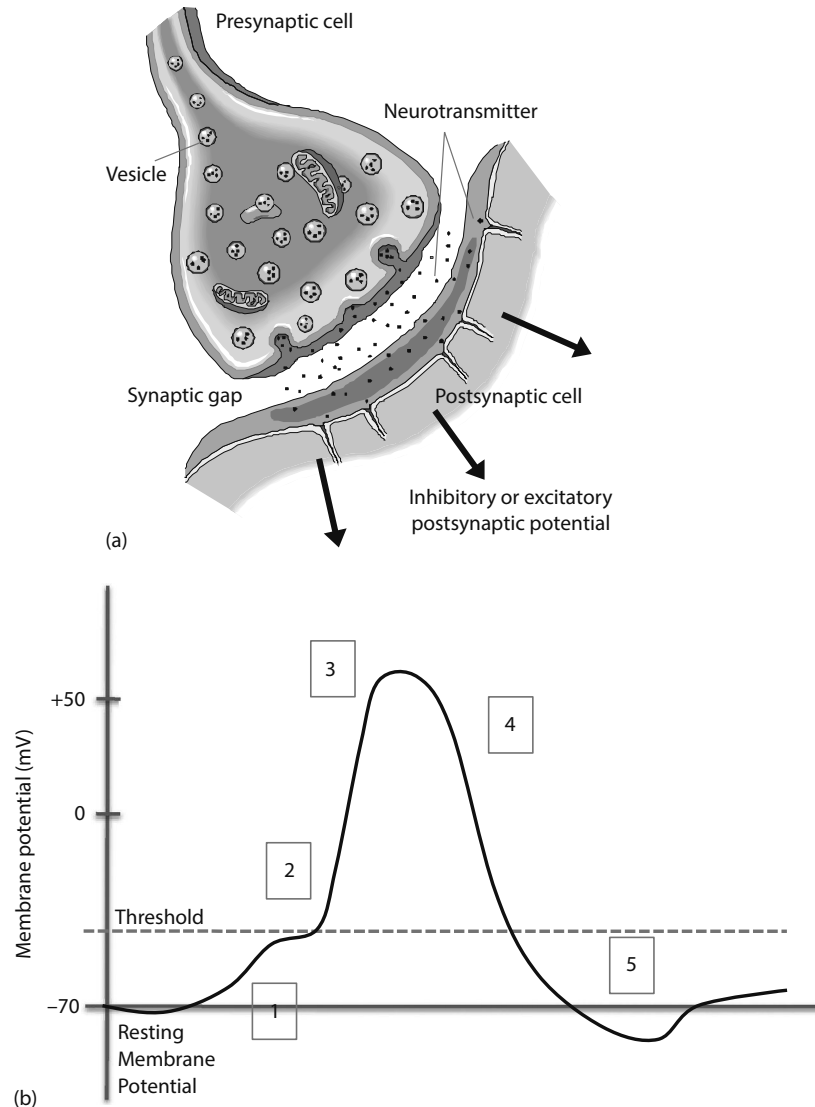 Presynaptic cell
Neurotransmitter
Vesicle
Synaptic gap
Postsynaptic cell
Inhibitory or excitatory
postsynaptic potential
(a)
Membrane potential (mV)
+50
0
−70
3
4
2
Threshold
5
1
Resting
Membrane
Potential
(b)